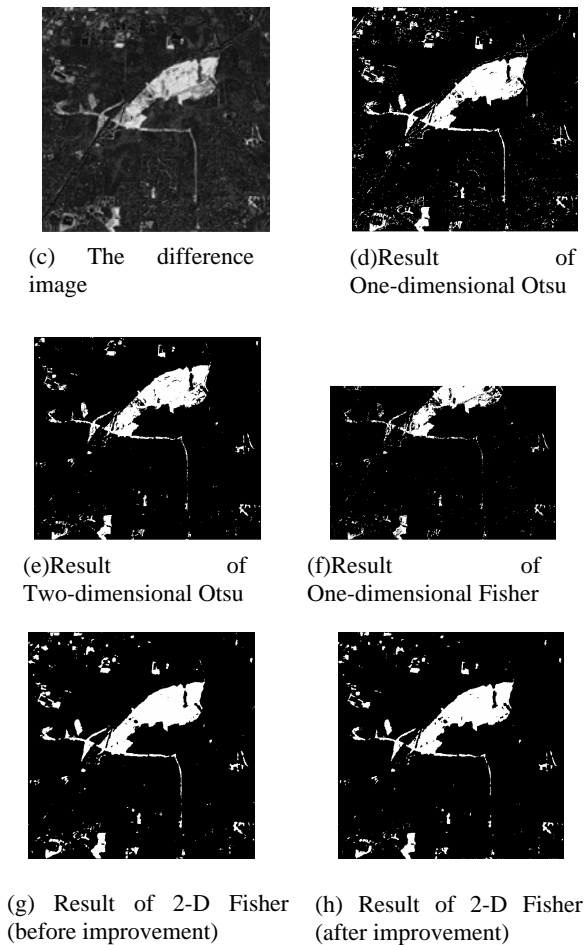 (c) The difference
image
(d)Result of
One-dimensional Otsu
(e)Result of
Two-dimensional Otsu
(f)Result of
One-dimensional Fisher
(g) Result of 2-D Fisher
(before improvement)
(h) Result of 2-D Fisher
(after improvement)